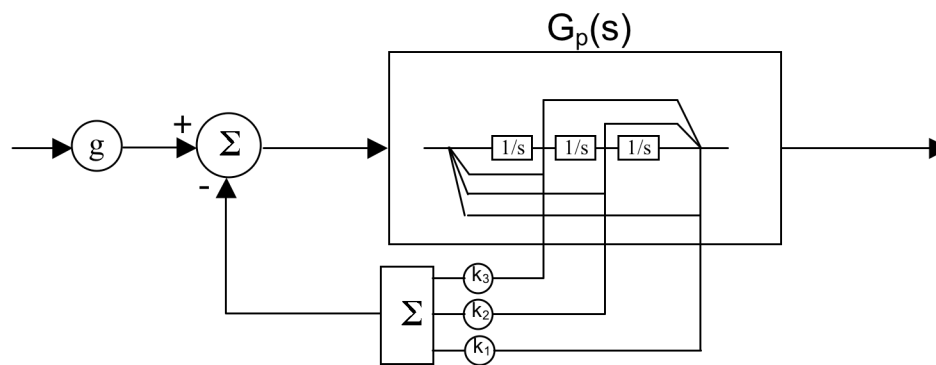 Gₚ(s)
+
g
Σ
-
1/s
1/s
1/s
k₃
Σ
k₂
k₁